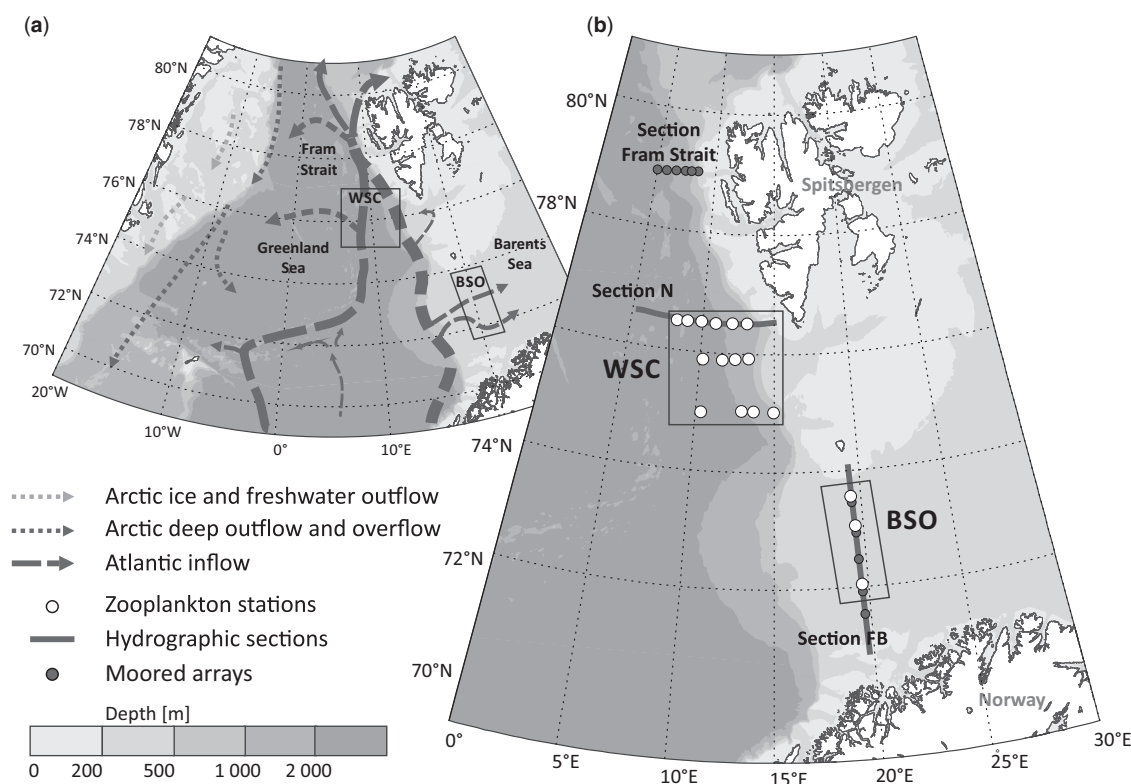 (a)
80°N
78°N
76°N
74°N
72°N
70°N
20°W
10°W
0°
10°E
Fram
Strait
WSC
Greenland
Sea
Barents
Sea
BSO
Arctic ice and freshwater outflow
Arctic deep outflow and overflow
Atlantic inflow
Zooplankton stations
Hydrographic sections
Moored arrays
Depth [m]
0 200 500 1 000 2 000
(b)
80°N
78°N
74°N
72°N
70°N
0°
5°E
10°E
15°E
20°E
25°E
30°E
Section
Fram Strait
Spitsbergen
Section N
WSC
BSO
Section FB
Norway